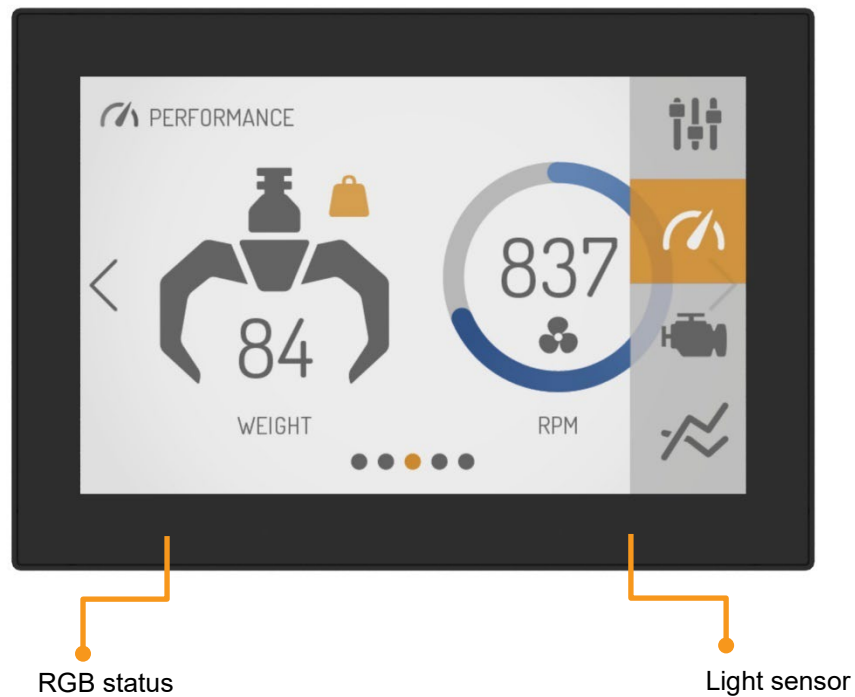 PERFORMANCE
837
84
WEIGHT
RPM
RGB status
Light sensor